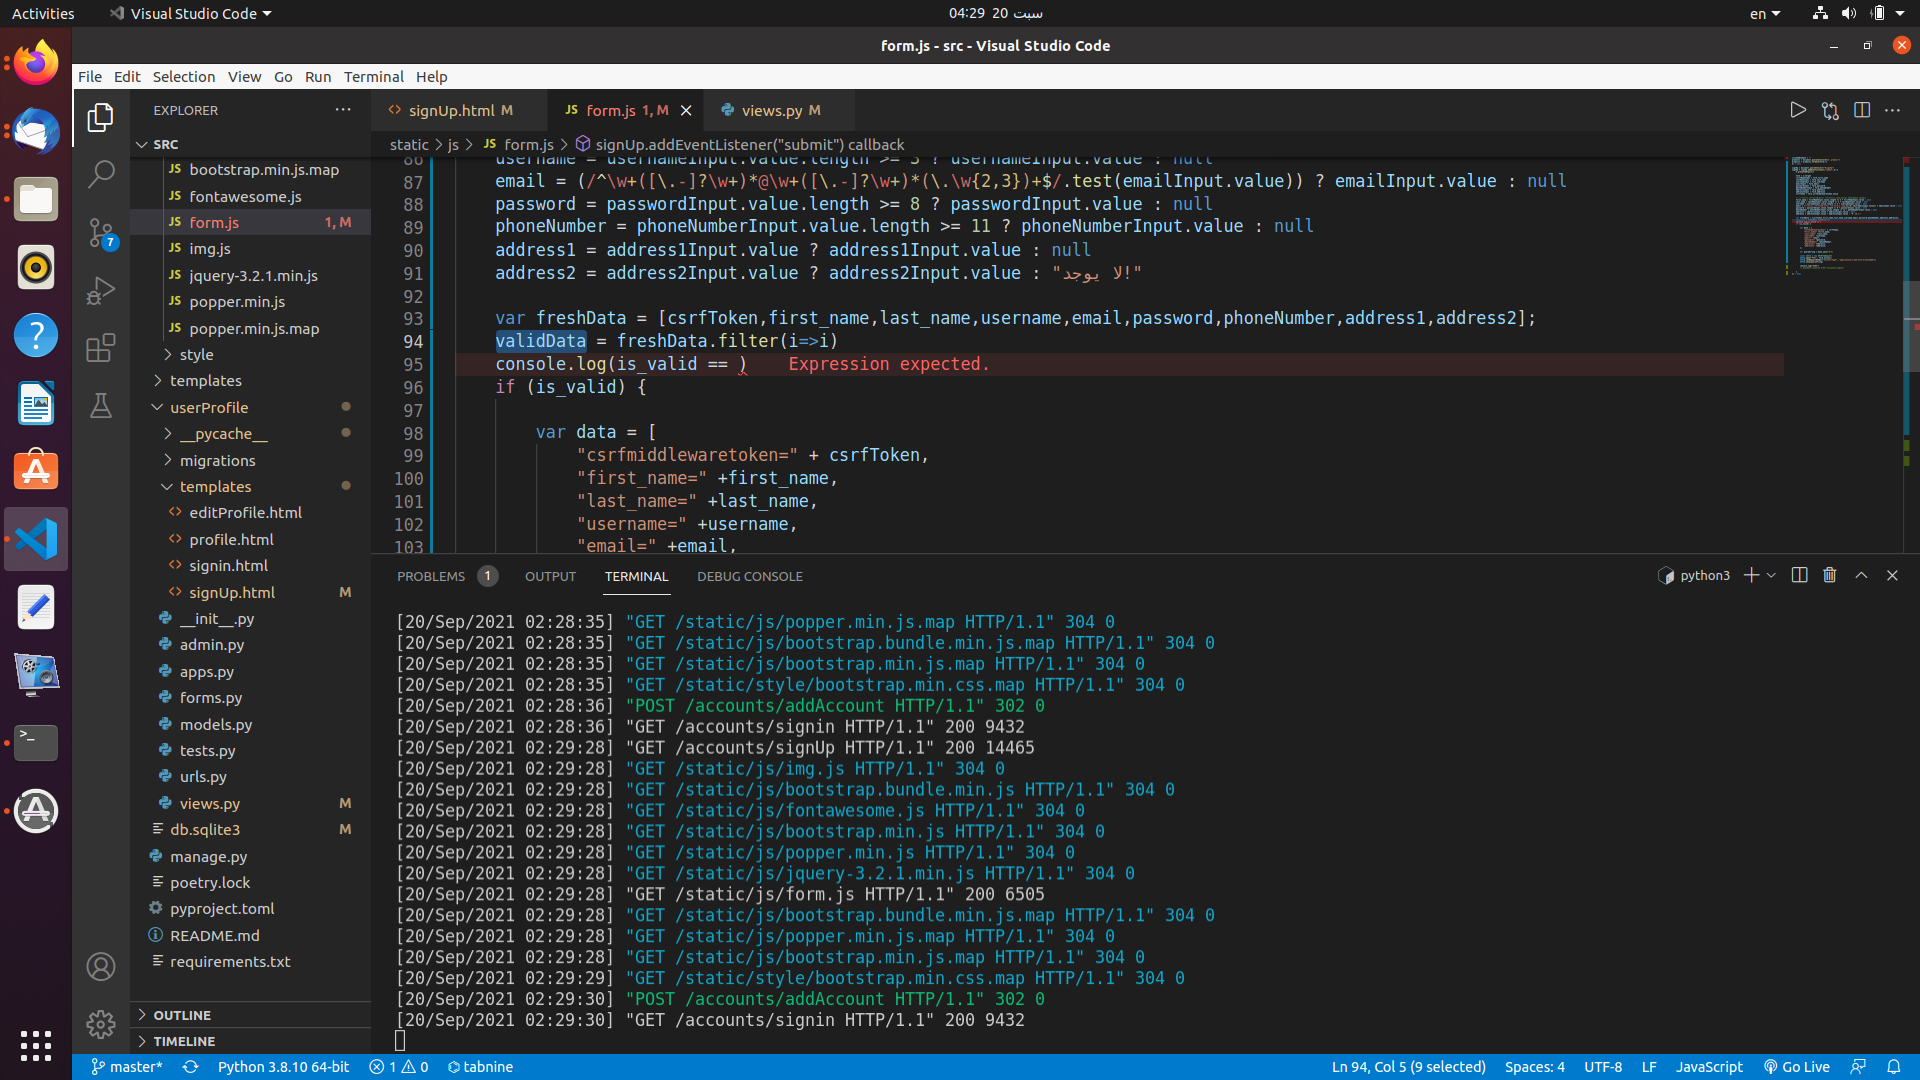 Activities
Visual Studio Code
سبت 20 04:29
en
form.js - src - Visual Studio Code
File Edit Selection View Go Run Terminal Help
EXPLORER
SRC
JS bootstrap.min.js.map
JS fontawesome.js
JS form.js 1, M
JS img.js
JS jquery-3.2.1.min.js
JS popper.min.js
JS popper.min.js.map
style
templates
userProfile
__pycache__
migrations
templates
editProfile.html
profile.html
signin.html
signUp.html M
__init__.py
admin.py
apps.py
forms.py
models.py
tests.py
urls.py
views.py M
db.sqlite3 M
manage.py
poetry.lock
pyproject.toml
README.md
requirements.txt
OUTLINE
TIMELINE
7
signUp.html M
JS form.js 1, M
views.py M
static > js > JS form.js > signUp.addEventListener("submit") callback
86 username = usernameInput.value.length >= 3 ? usernameInput.value : null
87 email = (/^\w+([\.-]?\w+)*@\w+([\.-]?\w+)*(\.\w{2,3})+$/.test(emailInput.value)) ? emailInput.value : null
88 password = passwordInput.value.length >= 8 ? passwordInput.value : null
89 phoneNumber = phoneNumberInput.value.length >= 11 ? phoneNumberInput.value : null
90 address1 = address1Input.value ? address1Input.value : null
91 address2 = address2Input.value ? address2Input.value : "لا يوجد!"
92
93 var freshData = [csrfToken,first_name,last_name,username,email,password,phoneNumber,address1,address2];
94 validData = freshData.filter(i=>i)
95 console.log(is_valid == ) Expression expected.
96 if (is_valid) {
97
98 var data = [
99 "csrfmiddlewaretoken=" + csrfToken,
100 "first_name=" +first_name,
101 "last_name=" +last_name,
102 "username=" +username,
103 "email=" +email,
PROBLEMS 1 OUTPUT TERMINAL DEBUG CONSOLE
python3
[20/Sep/2021 02:28:35] "GET /static/js/popper.min.js.map HTTP/1.1" 304 0
[20/Sep/2021 02:28:35] "GET /static/js/bootstrap.bundle.min.js.map HTTP/1.1" 304 0
[20/Sep/2021 02:28:35] "GET /static/js/bootstrap.min.js.map HTTP/1.1" 304 0
[20/Sep/2021 02:28:35] "GET /static/style/bootstrap.min.css.map HTTP/1.1" 304 0
[20/Sep/2021 02:28:36] "POST /accounts/addAccount HTTP/1.1" 302 0
[20/Sep/2021 02:28:36] "GET /accounts/signin HTTP/1.1" 200 9432
[20/Sep/2021 02:29:28] "GET /accounts/signUp HTTP/1.1" 200 14465
[20/Sep/2021 02:29:28] "GET /static/js/img.js HTTP/1.1" 304 0
[20/Sep/2021 02:29:28] "GET /static/js/bootstrap.bundle.min.js HTTP/1.1" 304 0
[20/Sep/2021 02:29:28] "GET /static/js/fontawesome.js HTTP/1.1" 304 0
[20/Sep/2021 02:29:28] "GET /static/js/bootstrap.min.js HTTP/1.1" 304 0
[20/Sep/2021 02:29:28] "GET /static/js/popper.min.js HTTP/1.1" 304 0
[20/Sep/2021 02:29:28] "GET /static/js/jquery-3.2.1.min.js HTTP/1.1" 304 0
[20/Sep/2021 02:29:28] "GET /static/js/form.js HTTP/1.1" 200 6505
[20/Sep/2021 02:29:28] "GET /static/js/bootstrap.bundle.min.js.map HTTP/1.1" 304 0
[20/Sep/2021 02:29:28] "GET /static/js/popper.min.js.map HTTP/1.1" 304 0
[20/Sep/2021 02:29:28] "GET /static/js/bootstrap.min.js.map HTTP/1.1" 304 0
[20/Sep/2021 02:29:29] "GET /static/style/bootstrap.min.css.map HTTP/1.1" 304 0
[20/Sep/2021 02:29:30] "POST /accounts/addAccount HTTP/1.1" 302 0
[20/Sep/2021 02:29:30] "GET /accounts/signin HTTP/1.1" 200 9432
master* Python 3.8.10 64-bit 1 0 tabnine Ln 94, Col 5 (9 selected) Spaces: 4 UTF-8 LF JavaScript Go Live